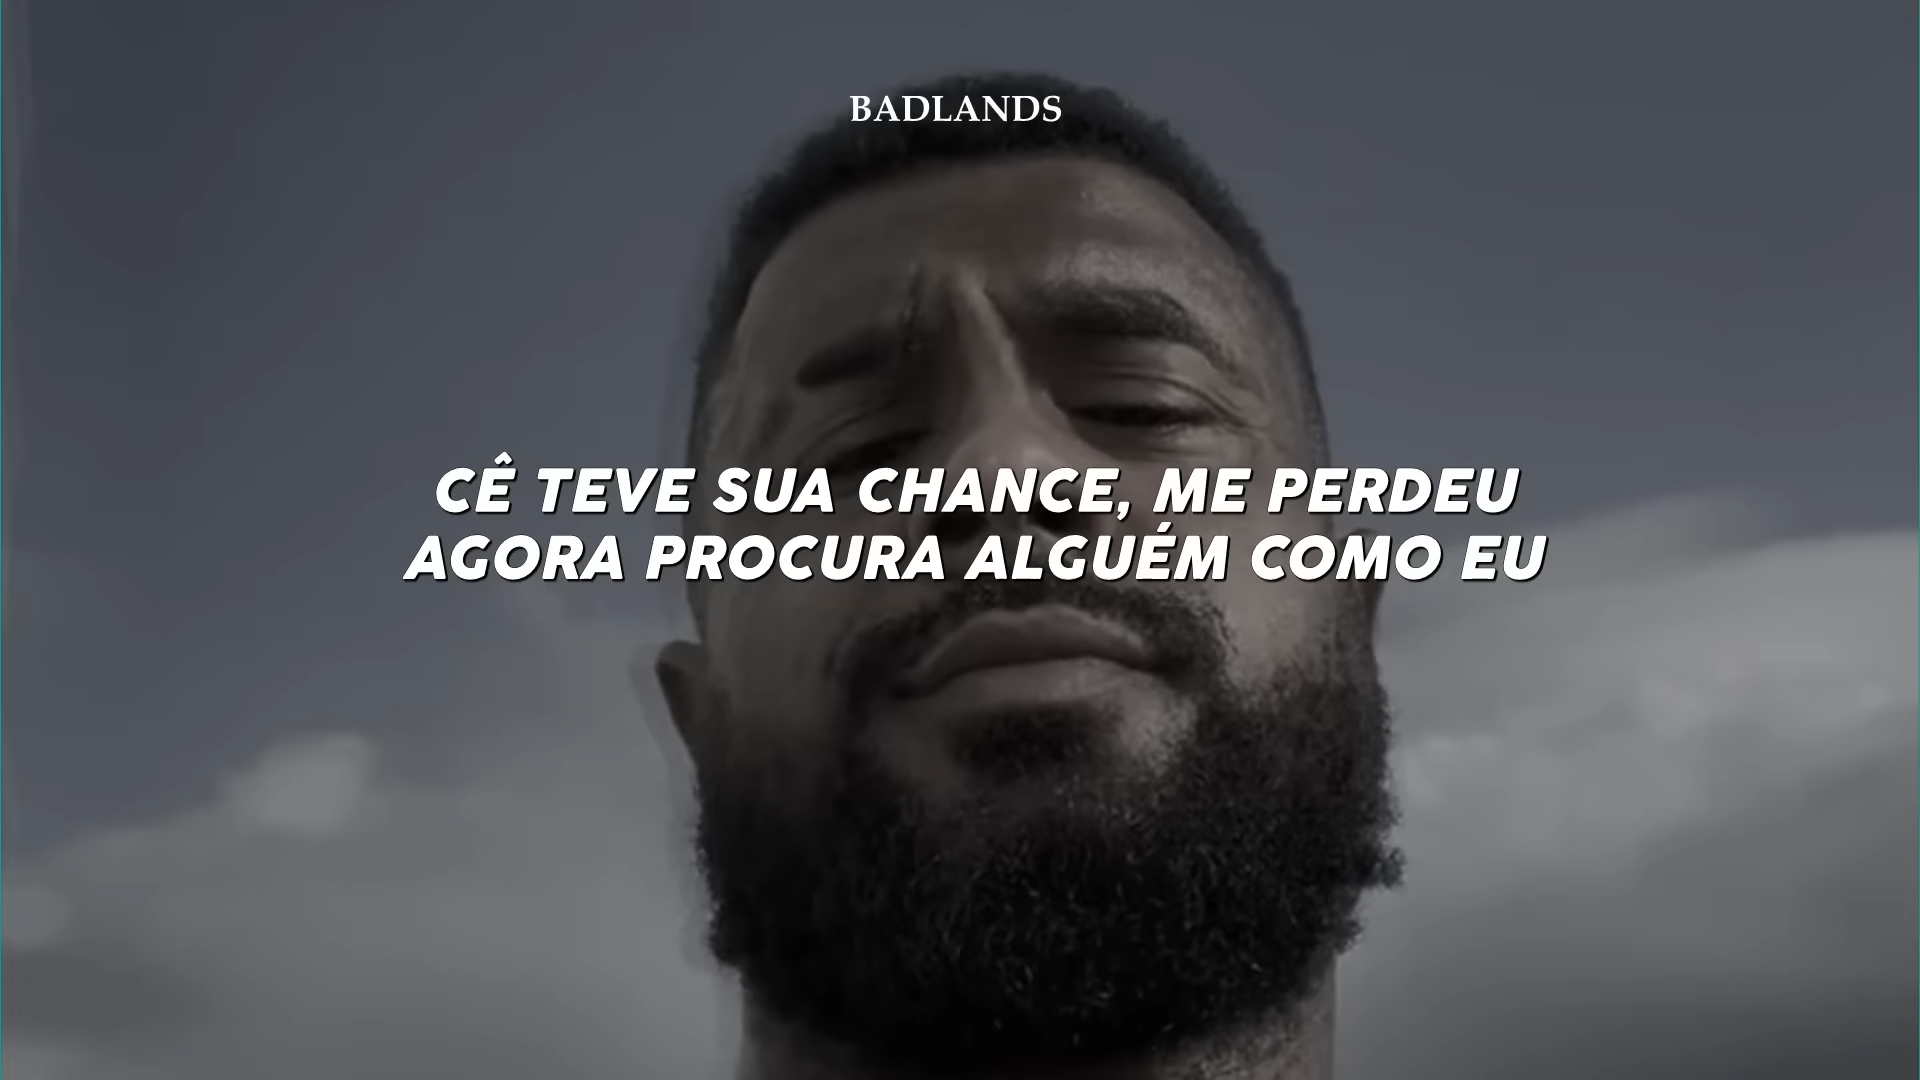 BADLANDS
CÊ TEVE SUA CHANCE, ME PERDEU
AGORA PROCURA ALGUÉM COMO EU